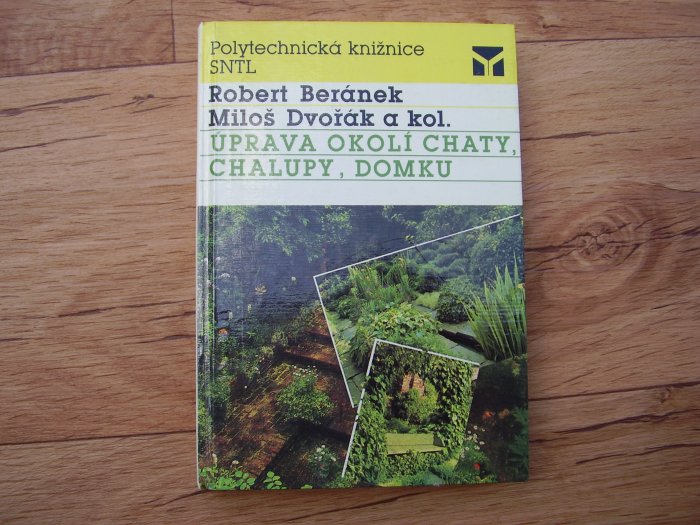 Polytechnická knižnice
SNTL
Robert Beránek
Miloš Dvořák a kol.
ÚPRAVA OKOLÍ CHATY,
CHALUPY, DOMKU